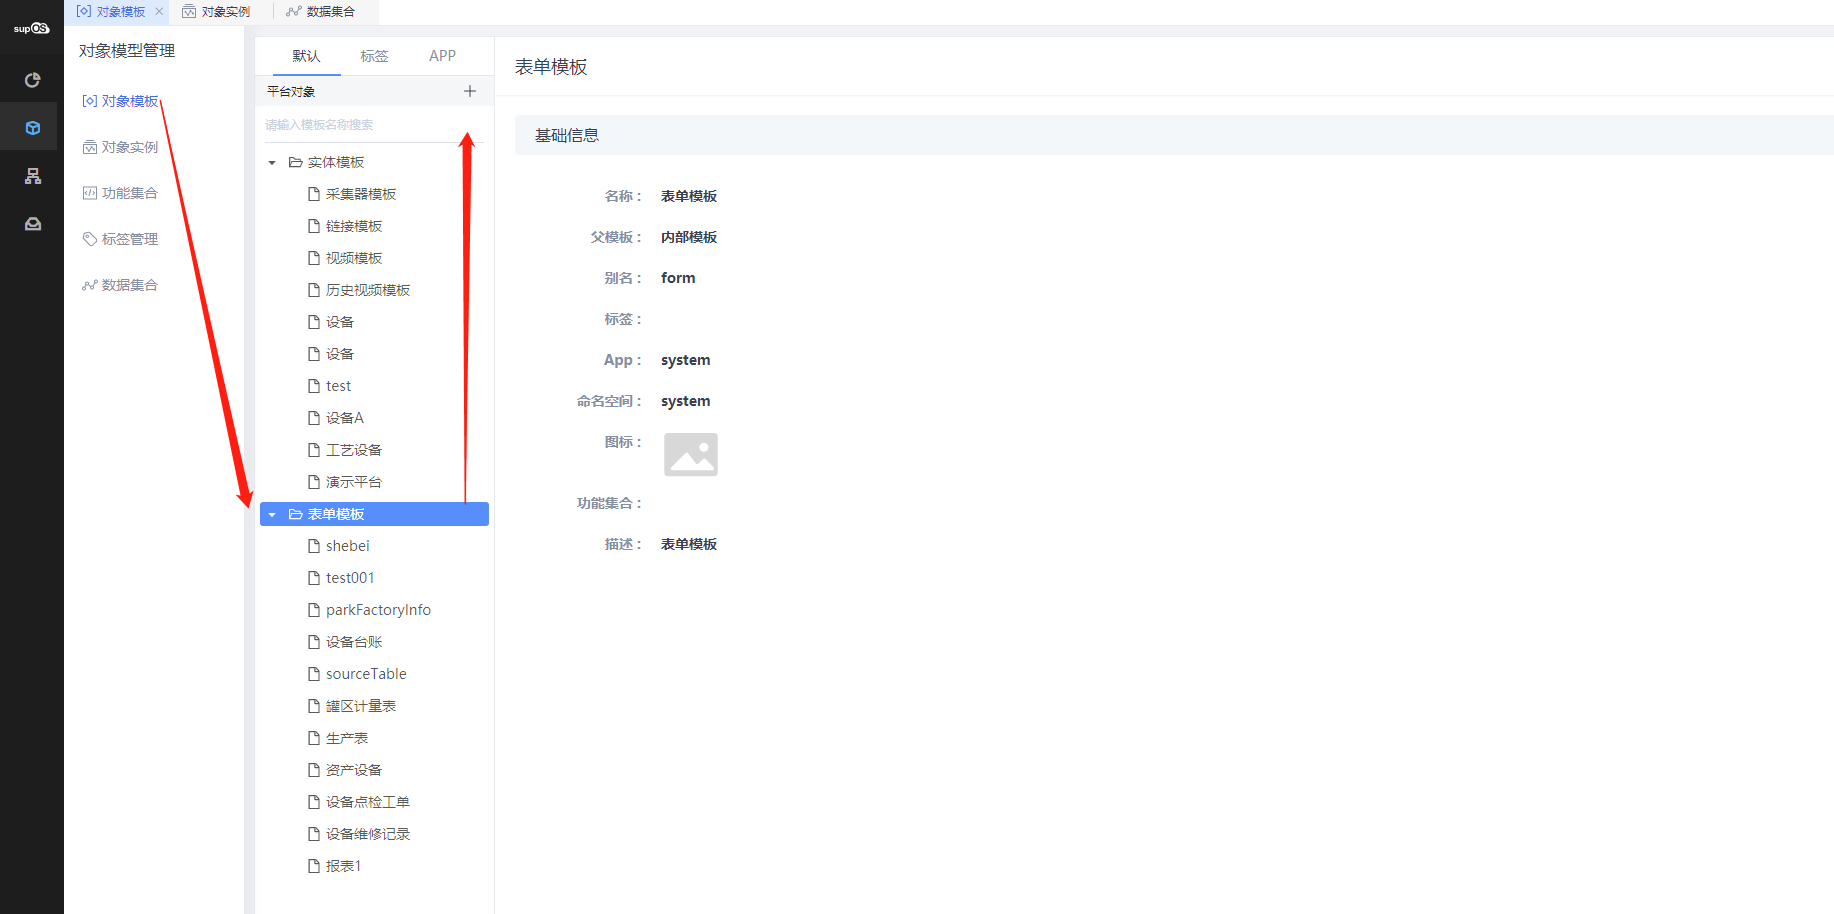 supOS
对象模板
对象实例
数据集合
对象模型管理
对象模板
对象实例
功能集合
标签管理
数据集合
默认
标签
APP
平台对象
请输入模板名称搜索
实体模板
采集器模板
链接模板
视频模板
历史视频模板
设备
设备
test
设备A
工艺设备
演示平台
表单模板
shebei
test001
parkFactoryInfo
设备台账
sourceTable
罐区计量表
生产表
资产设备
设备点检工单
设备维修记录
报表1
表单模板
基础信息
名称： 表单模板
父模板： 内部模板
别名： form
标签：
App： system
命名空间： system
图标：
功能集合：
描述： 表单模板